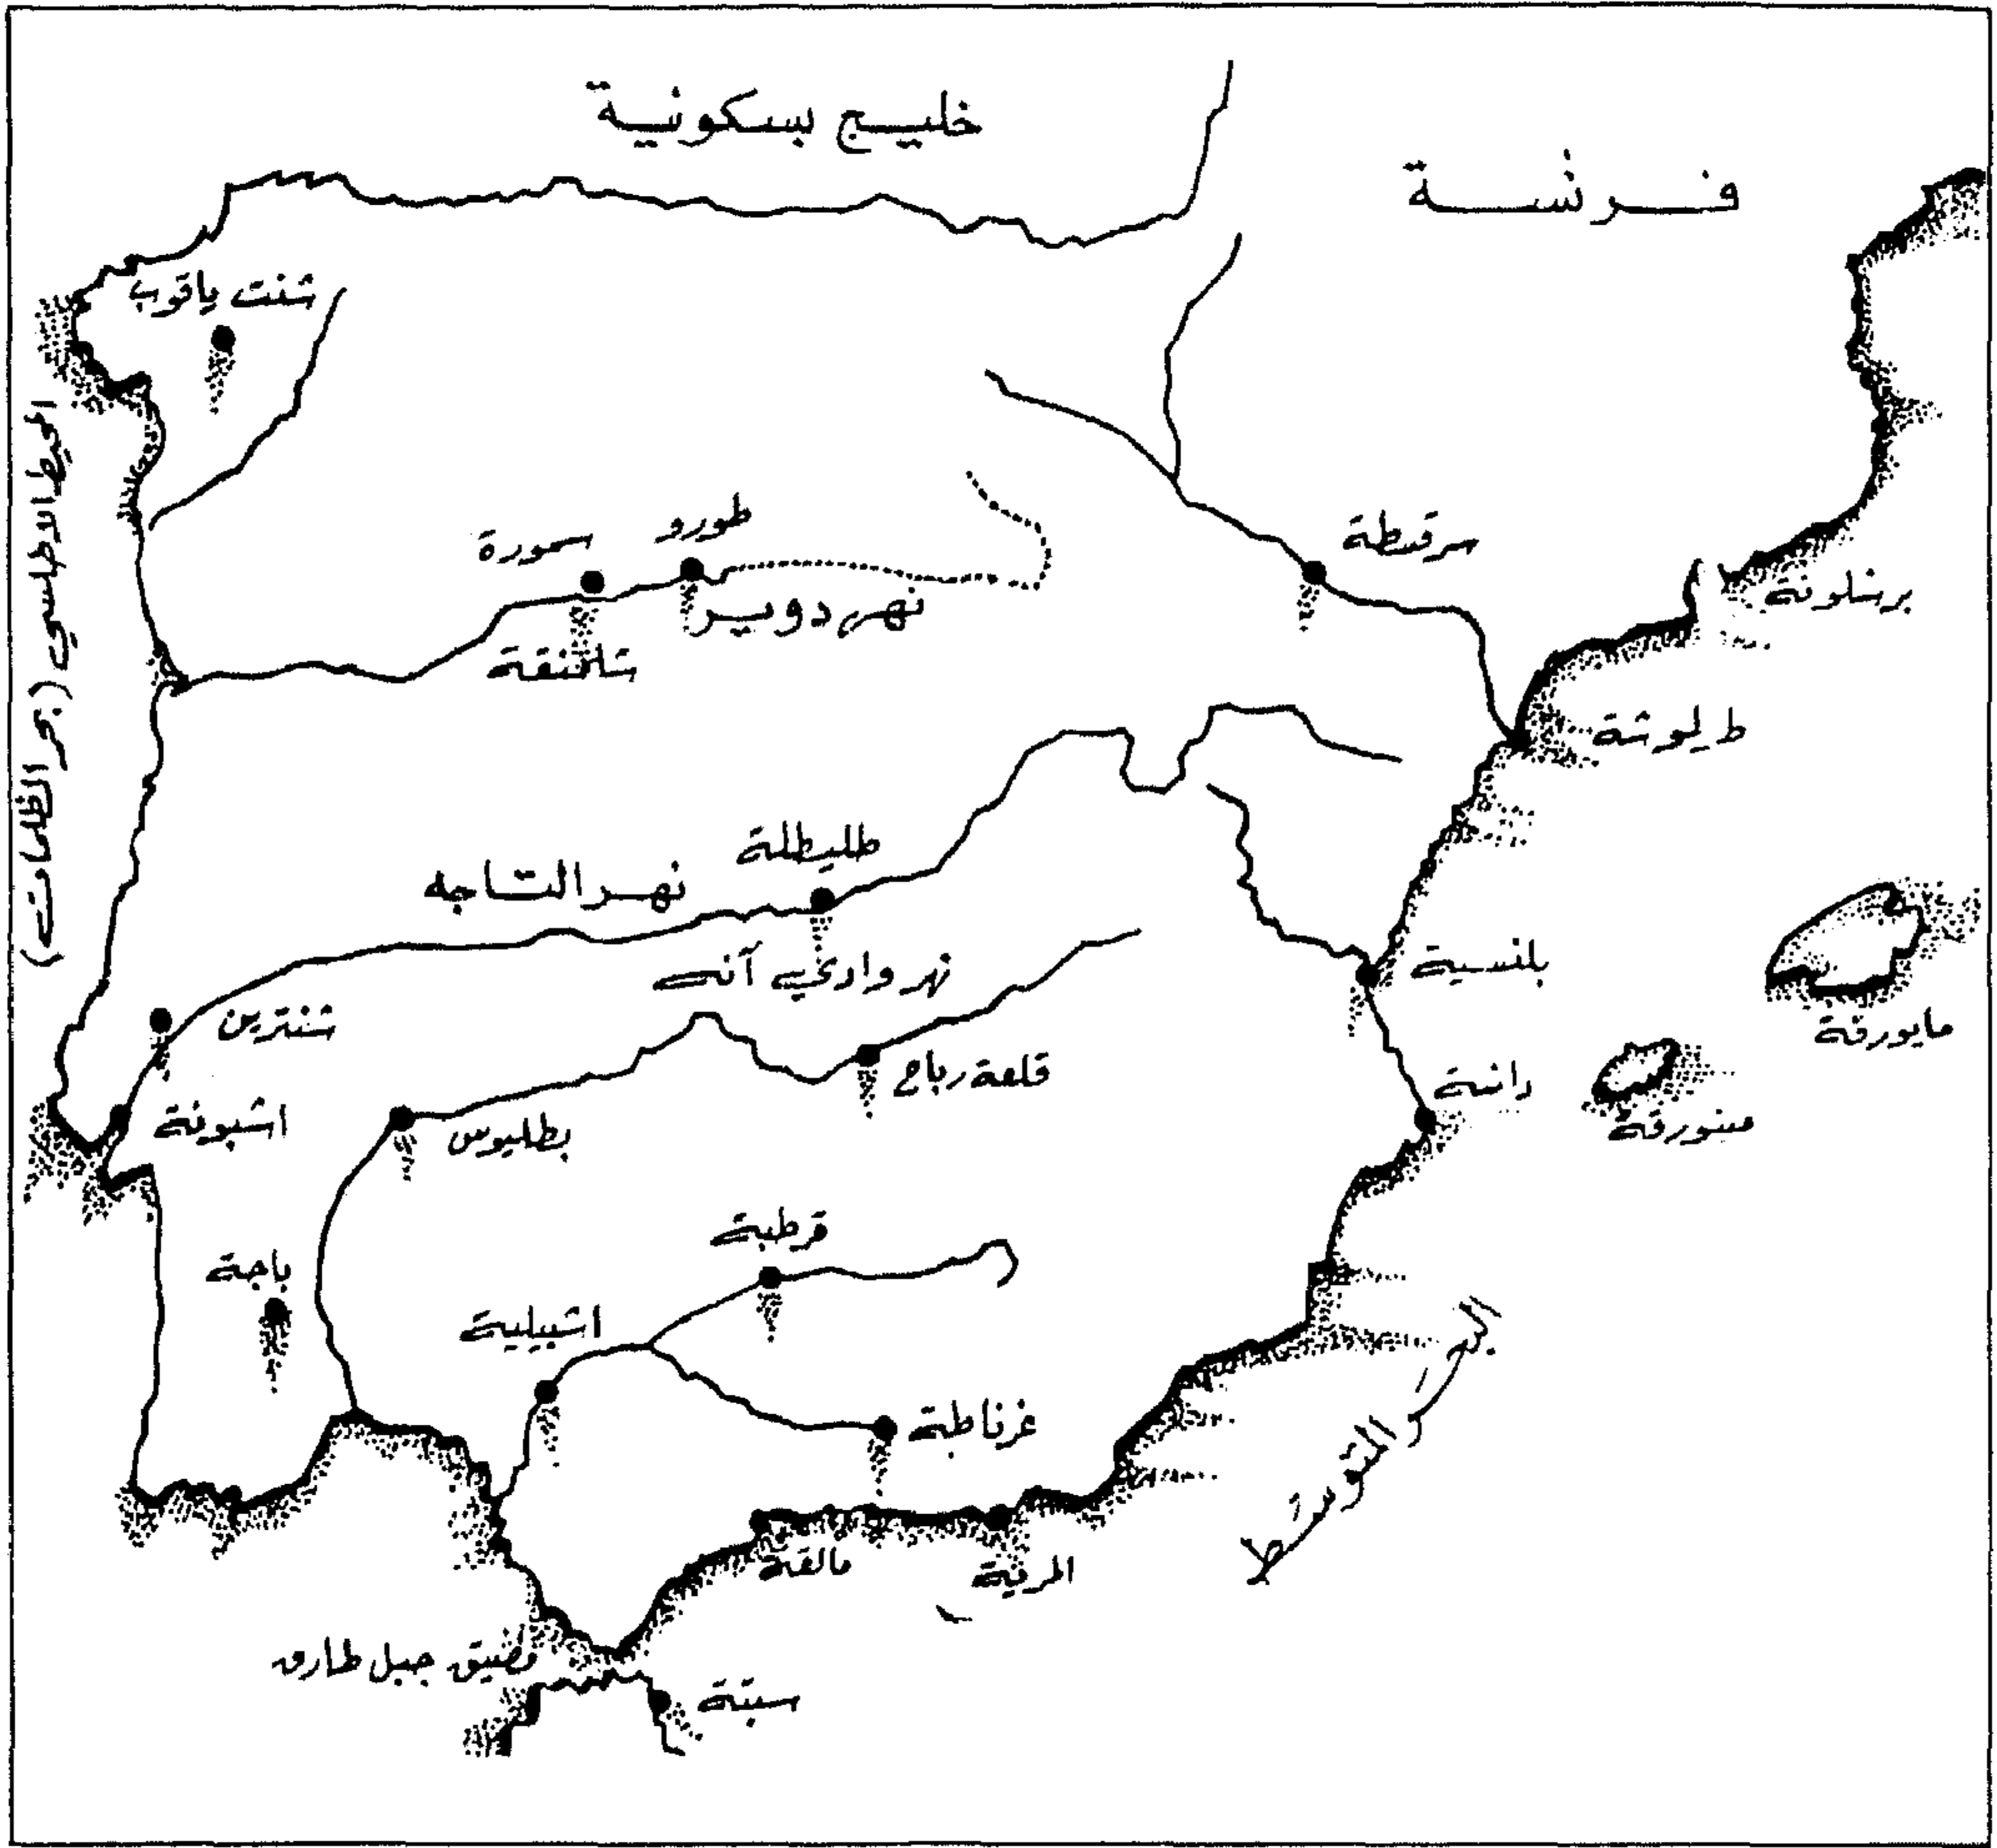 خليج بسكونية
فرنسة
شنت ياقوب
المحيط الاطلسي (بحر الظلمات)
طورو
سمورة
سرقسطة
برشلونة
نهر دوير
شلمنقة
طرطوشة
طليطلة
نهر التاجه
بلنسية
نهر وادي آنه
شنترين
مايورقة
قلعة رباح
دانية
اشبونة
بطليوس
منورقة
قرطبة
باجة
اشبيلية
البحر المتوسط
غرناطة
مالقة
المرية
مضيق جبل طارق
سبتة